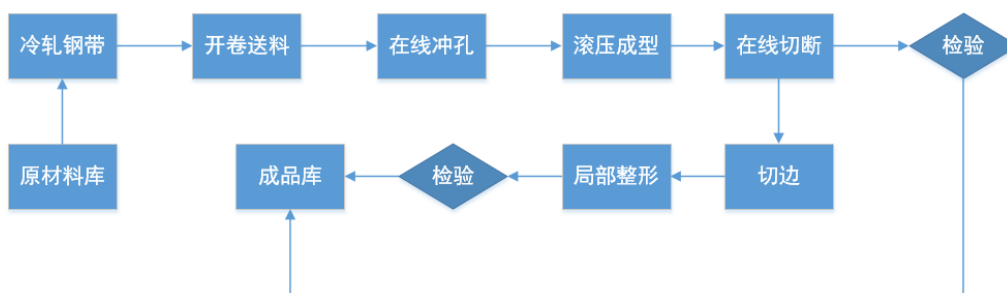 冷轧钢带
开卷送料
在线冲孔
滚压成型
在线切断
检验
原材料库
成品库
检验
局部整形
切边